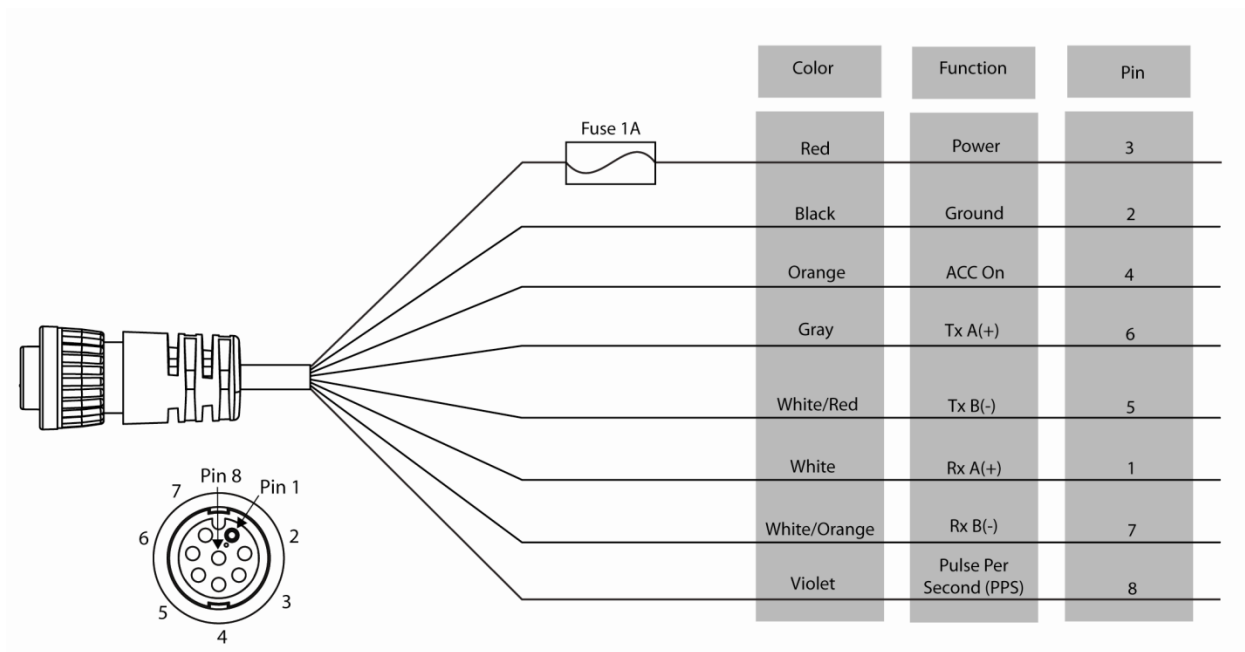 Color Function Pin
Fuse 1A
Red Power 3
Black Ground 2
Orange ACC On 4
Gray Tx A(+) 6
White/Red Tx B(-) 5
White Rx A(+) 1
White/Orange Rx B(-) 7
Violet Pulse Per
Second (PPS) 8
Pin 8
7 Pin 1
6 2
5 3
4